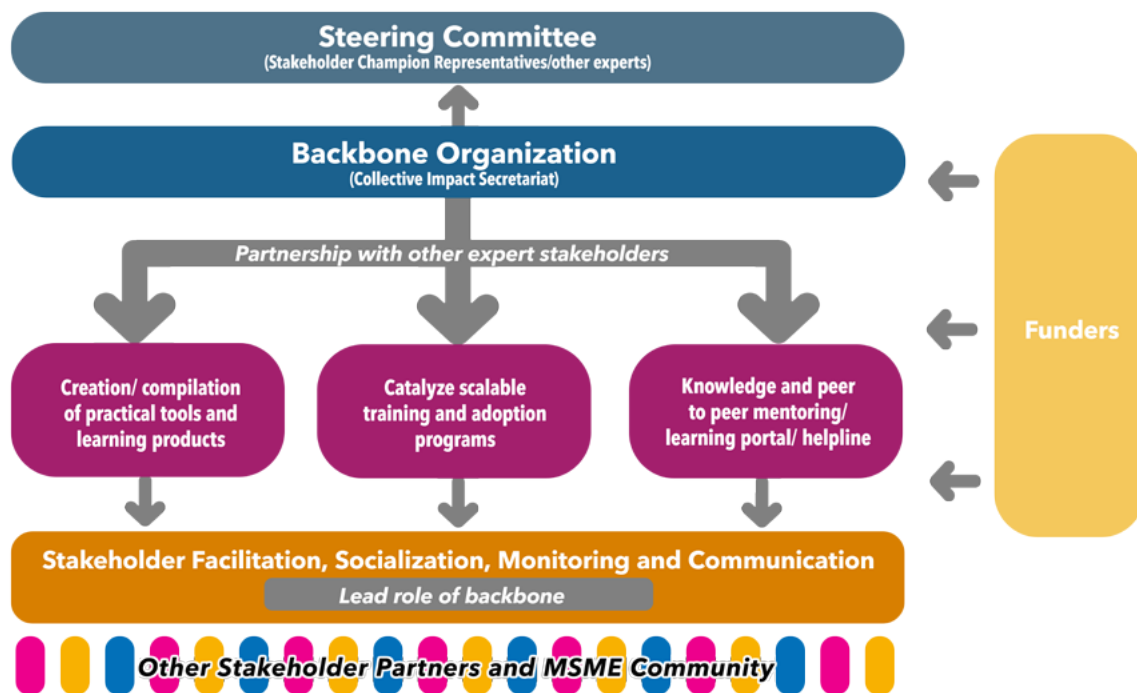 Steering Committee
(Stakeholder Champion Representatives/other experts)
Backbone Organization
(Collective Impact Secretariat)
Partnership with other expert stakeholders
Creation/ compilation
of practical tools and
learning products
Catalyze scalable
training and adoption
programs
Knowledge and peer
to peer mentoring/
learning portal/ helpline
Funders
Stakeholder Facilitation, Socialization, Monitoring and Communication
Lead role of backbone
Other Stakeholder Partners and MSME Community